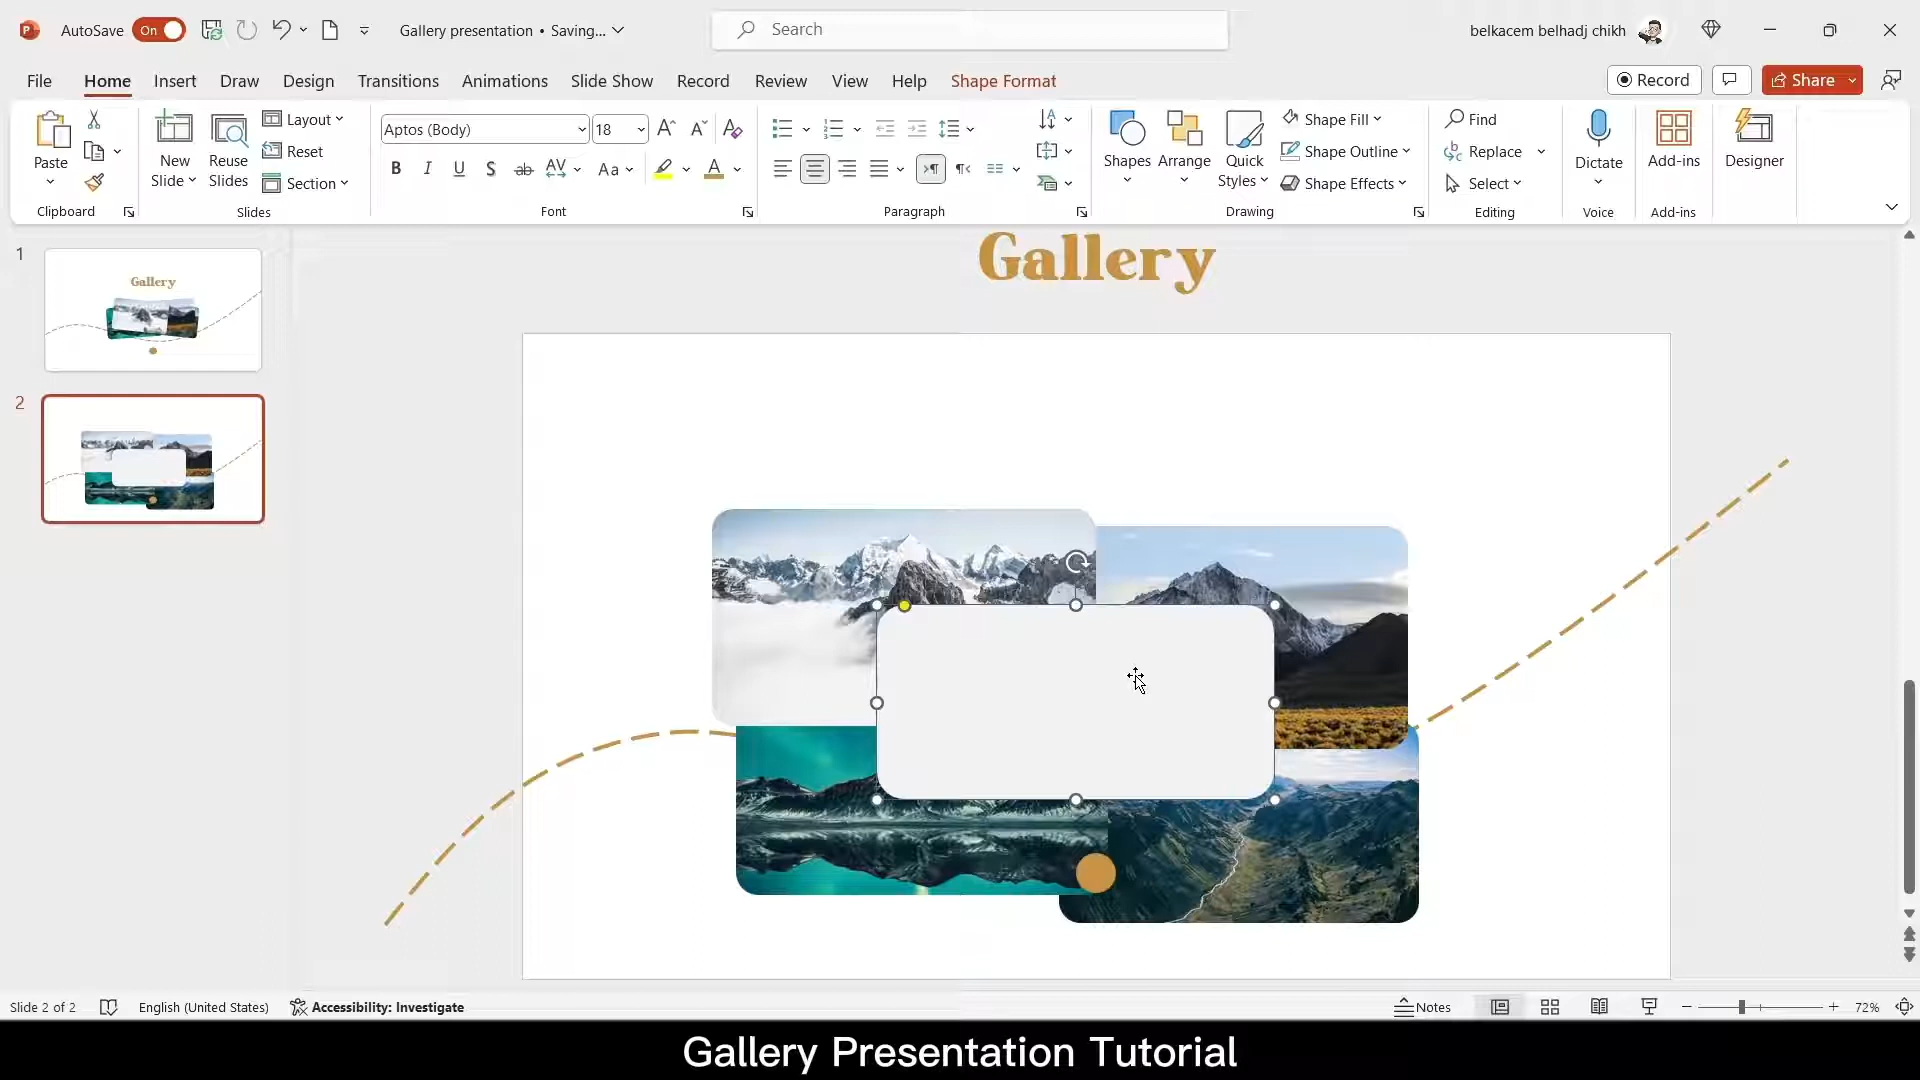 AutoSave On Gallery presentation • Saving... Search belkacem belhadj chikh
File Home Insert Draw Design Transitions Animations Slide Show Record Review View Help Shape Format Record Share
Paste
New Slide
Reuse Slides
Layout
Reset
Section
Aptos (Body) 18
Shapes
Arrange
Quick Styles
Shape Fill
Shape Outline
Shape Effects
Find
Replace
Select
Dictate
Add-ins
Designer
Clipboard Slides Font Paragraph Drawing Editing Voice Add-ins
1
Gallery
2
Gallery
Slide 2 of 2 English (United States) Accessibility: Investigate Notes 72%
Gallery Presentation Tutorial